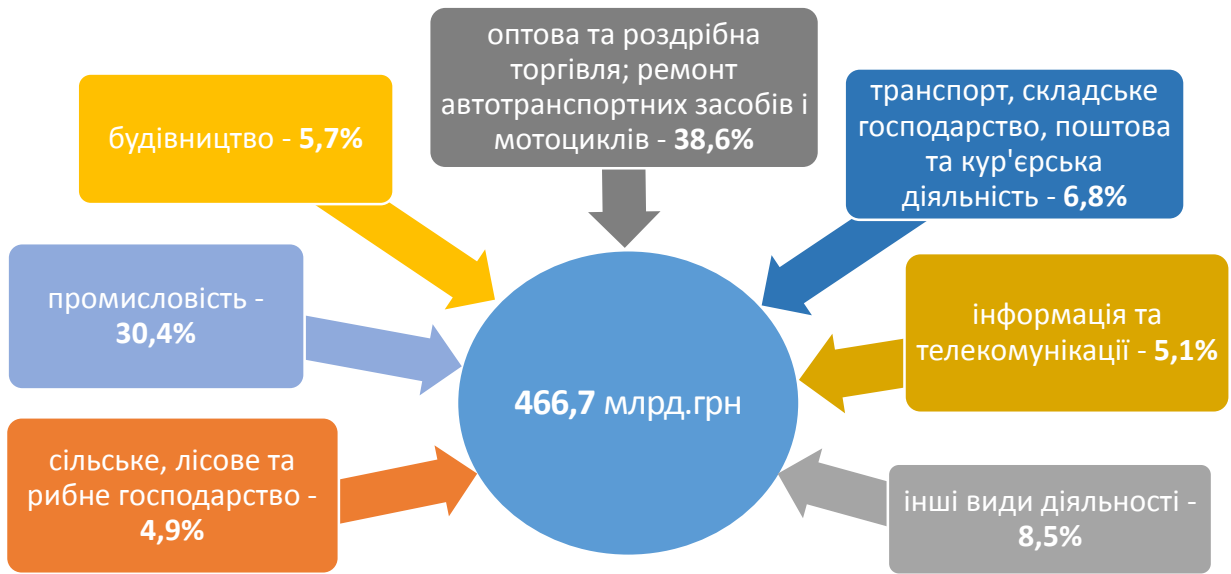 оптова та роздрібна
торгівля; ремонт
автотранспортних засобів і
мотоциклів - 38,6%
будівництво - 5,7%
транспорт, складське
господарство, поштова
та кур'єрська
діяльність - 6,8%
промисловість -
30,4%
інформація та
телекомунікації - 5,1%
466,7 млрд.грн
сільське, лісове та
рибне господарство -
4,9%
інші види діяльності -
8,5%